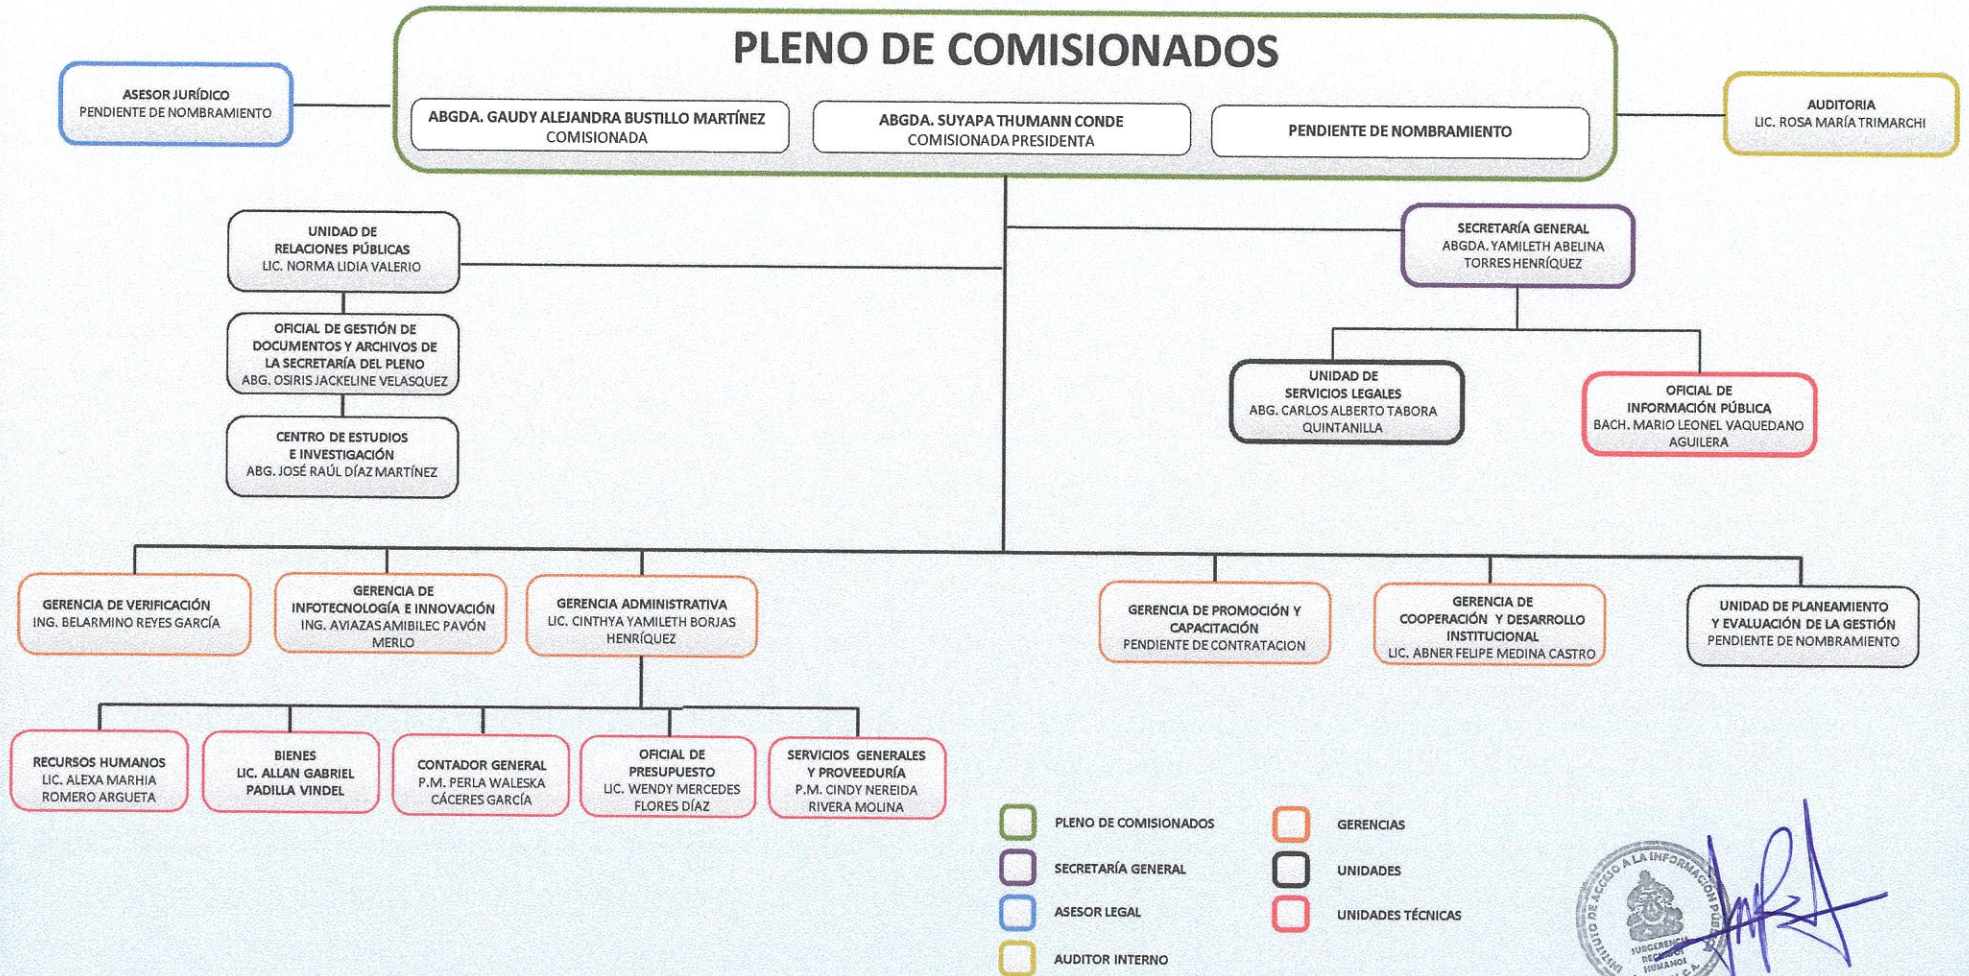 PLENO DE COMISIONADOS
ASESOR JURÍDICO
PENDIENTE DE NOMBRAMIENTO
ABGDA. GAUDY ALEJANDRA BUSTILLO MARTÍNEZ
COMISIONADA
ABGDA. SUYAPA THUMANN CONDE
COMISIONADA PRESIDENTA
PENDIENTE DE NOMBRAMIENTO
AUDITORIA
LIC. ROSA MARÍA TRIMARCHI
UNIDAD DE
RELACIONES PÚBLICAS
LIC. NORMA LIDIA VALERIO
SECRETARÍA GENERAL
ABGDA. YAMILETH ABELINA
TORRES HENRÍQUEZ
OFICIAL DE GESTIÓN DE
DOCUMENTOS Y ARCHIVOS DE
LA SECRETARÍA DEL PLENO
ABG. OSIRIS JACKELINE VELASQUEZ
UNIDAD DE
SERVICIOS LEGALES
ABG. CARLOS ALBERTO TABORA
QUINTANILLA
OFICIAL DE
INFORMACIÓN PÚBLICA
BACH. MARIO LEONEL VAQUEDANO
AGUILERA
CENTRO DE ESTUDIOS
E INVESTIGACIÓN
ABG. JOSÉ RAÚL DÍAZ MARTÍNEZ
GERENCIA DE VERIFICACIÓN
ING. BELARMINO REYES GARCÍA
GERENCIA DE
INFOTECNOLOGÍA E INNOVACIÓN
ING. AVIAZAS AMIBILEC PAVÓN
MERLO
GERENCIA ADMINISTRATIVA
LIC. CINTHYA YAMILETH BORJAS
HENRÍQUEZ
GERENCIA DE PROMOCIÓN Y
CAPACITACIÓN
PENDIENTE DE CONTRATACION
GERENCIA DE
COOPERACIÓN Y DESARROLLO
INSTITUCIONAL
LIC. ABNER FELIPE MEDINA CASTRO
UNIDAD DE PLANEAMIENTO
Y EVALUACIÓN DE LA GESTIÓN
PENDIENTE DE NOMBRAMIENTO
RECURSOS HUMANOS
LIC. ALEXA MARHIA
ROMERO ARGUETA
BIENES
LIC. ALLAN GABRIEL
PADILLA VINDEL
CONTADOR GENERAL
P.M. PERLA WALESKA
CÁCERES GARCÍA
OFICIAL DE
PRESUPUESTO
LIC. WENDY MERCEDES
FLORES DÍAZ
SERVICIOS GENERALES
Y PROVEEDURÍA
P.M. CINDY NEREIDA
RIVERA MOLINA
PLENO DE COMISIONADOS
SECRETARÍA GENERAL
ASESOR LEGAL
AUDITOR INTERNO
GERENCIAS
UNIDADES
UNIDADES TÉCNICAS
INSTITUTO DE ACCESO A LA INFORMACIÓN PÚBLICA
SUBGERENCIA
RECURSOS
HUMANOS